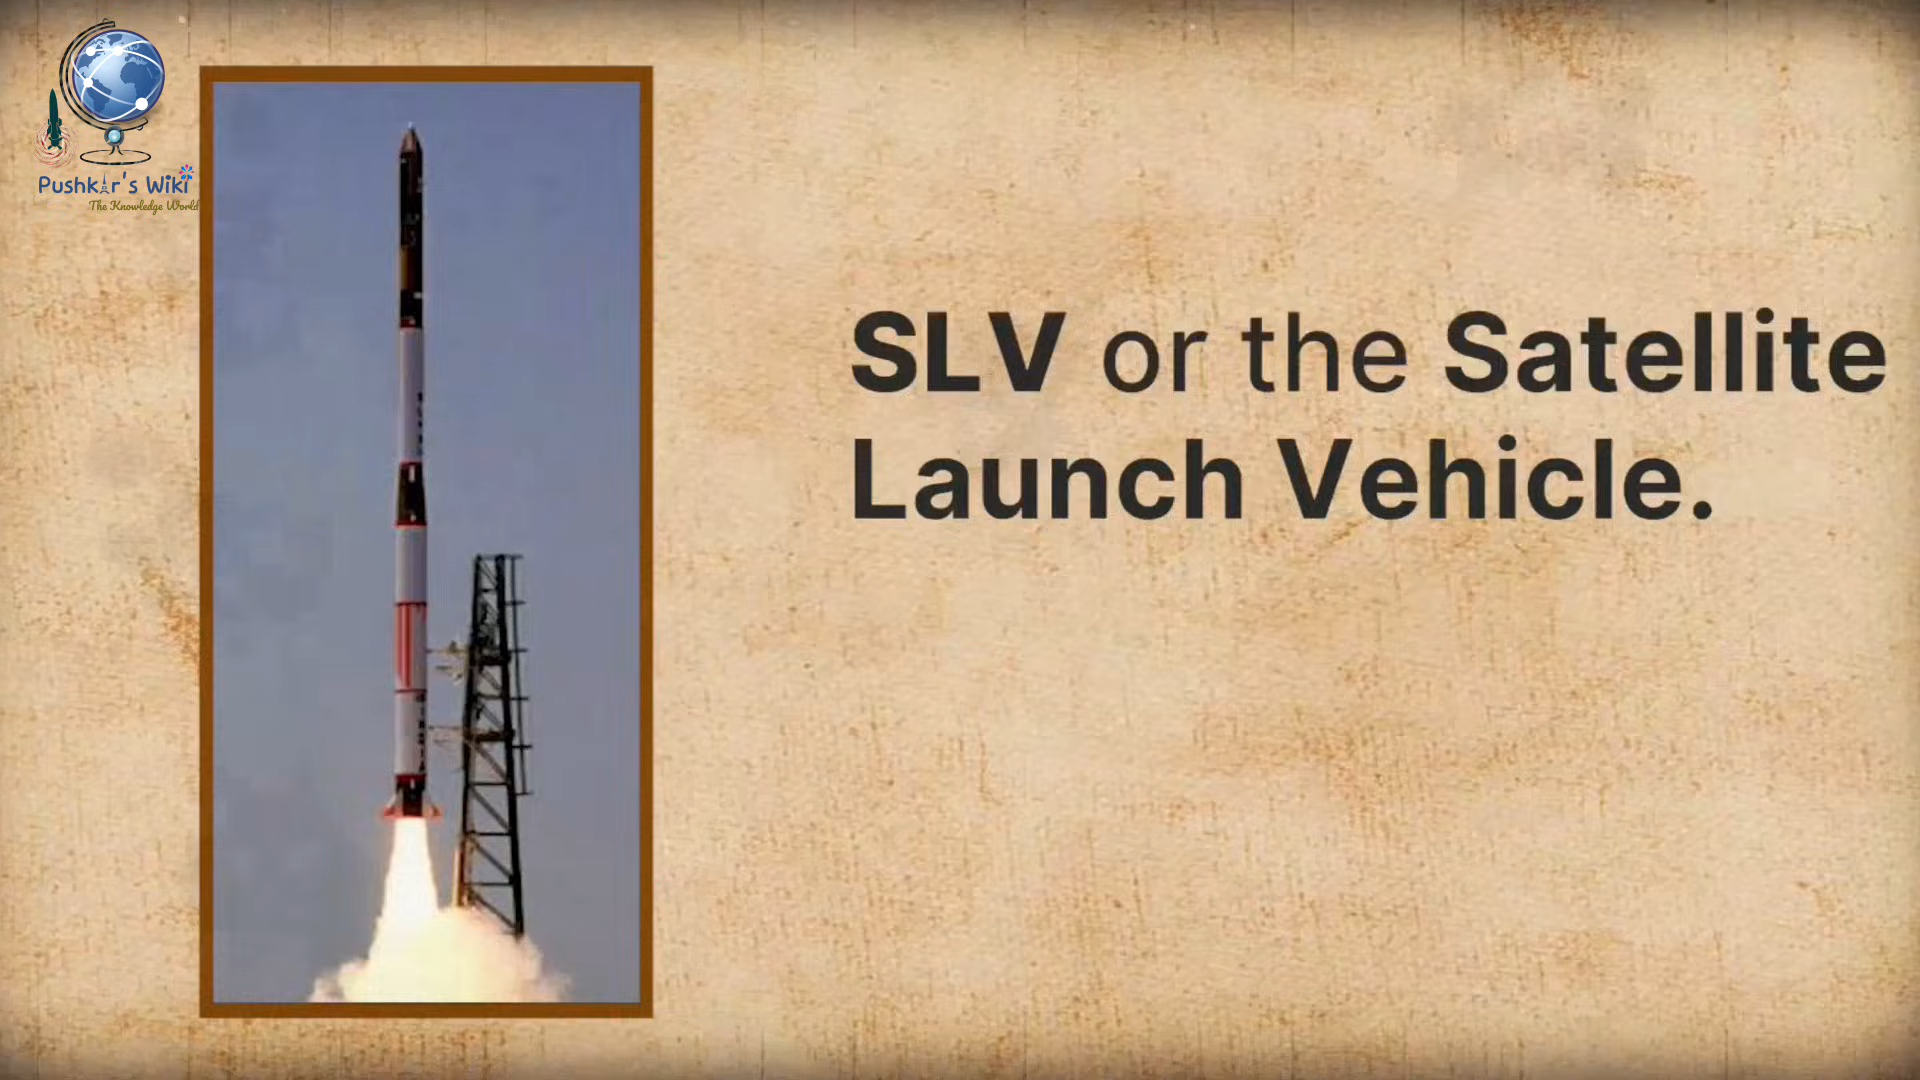 Pushkar's Wiki
The Knowledge World
SLV or the Satellite
Launch Vehicle.